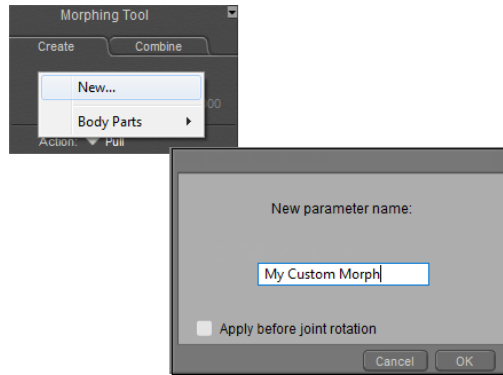 Morphing Tool
Create Combine
New...
000
Body Parts
Action: Pull
New parameter name:
My Custom Morph
Apply before joint rotation
Cancel OK